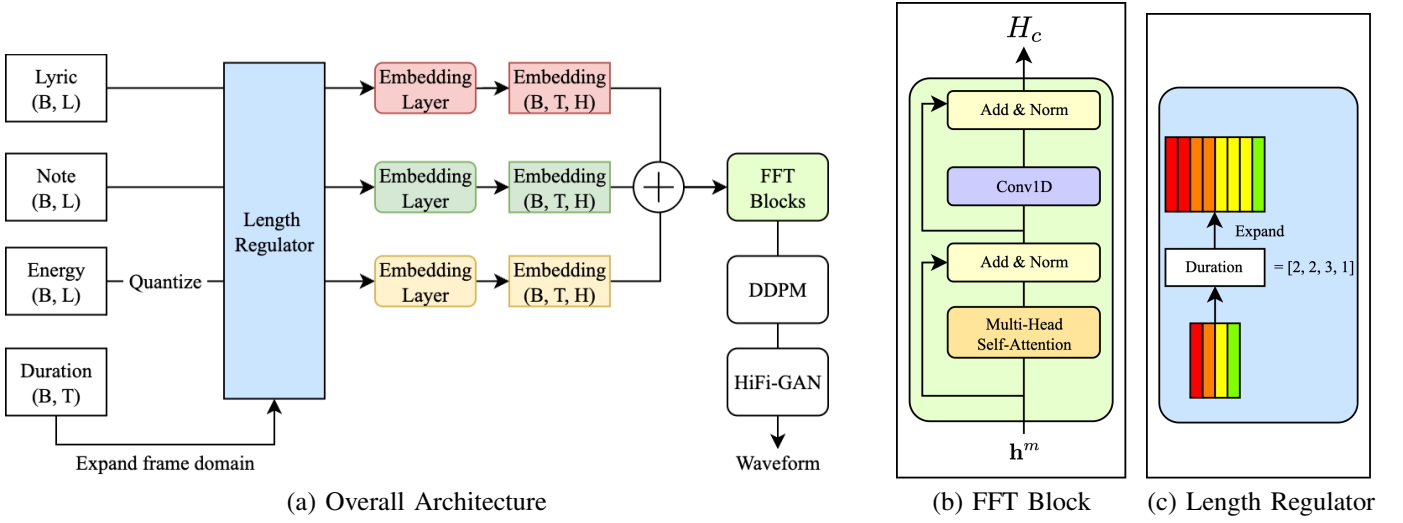 Lyric
(B, L)
Note
(B, L)
Energy
(B, L)
Quantize
Duration
(B, T)
Expand frame domain
Length
Regulator
Embedding
Layer
Embedding
(B, T, H)
Embedding
Layer
Embedding
(B, T, H)
Embedding
Layer
Embedding
(B, T, H)
+
FFT
Blocks
DDPM
HiFi-GAN
Waveform
(a) Overall Architecture
H_c
Add & Norm
Conv1D
Add & Norm
Multi-Head
Self-Attention
h^m
(b) FFT Block
Expand
Duration
= [2, 2, 3, 1]
(c) Length Regulator